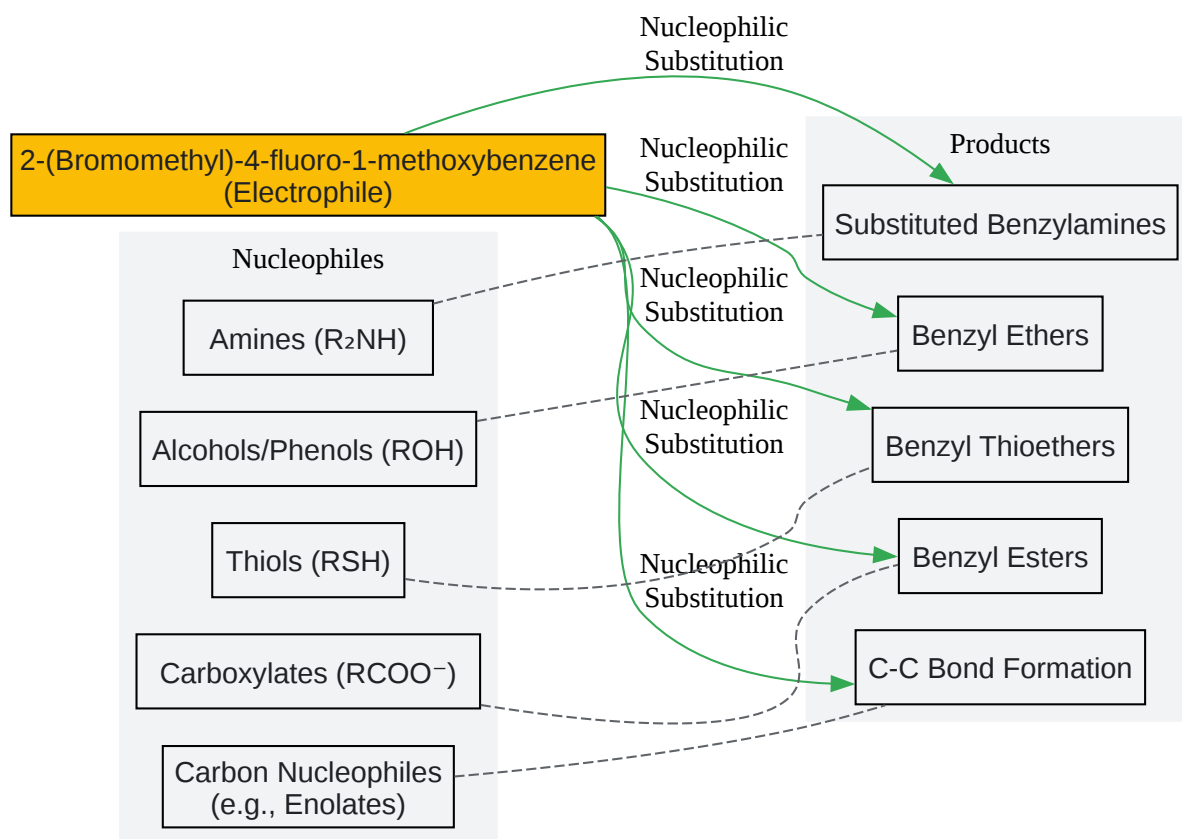 Nucleophilic
Substitution
2-(Bromomethyl)-4-fluoro-1-methoxybenzene
(Electrophile)
Nucleophilic
Substitution
Products
Substituted Benzylamines
Nucleophiles
Nucleophilic
Substitution
Amines (R₂NH)
Benzyl Ethers
Nucleophilic
Substitution
Alcohols/Phenols (ROH)
Benzyl Thioethers
Thiols (RSH)
Nucleophilic
Substitution
Benzyl Esters
Carboxylates (RCOO⁻)
C-C Bond Formation
Carbon Nucleophiles
(e.g., Enolates)